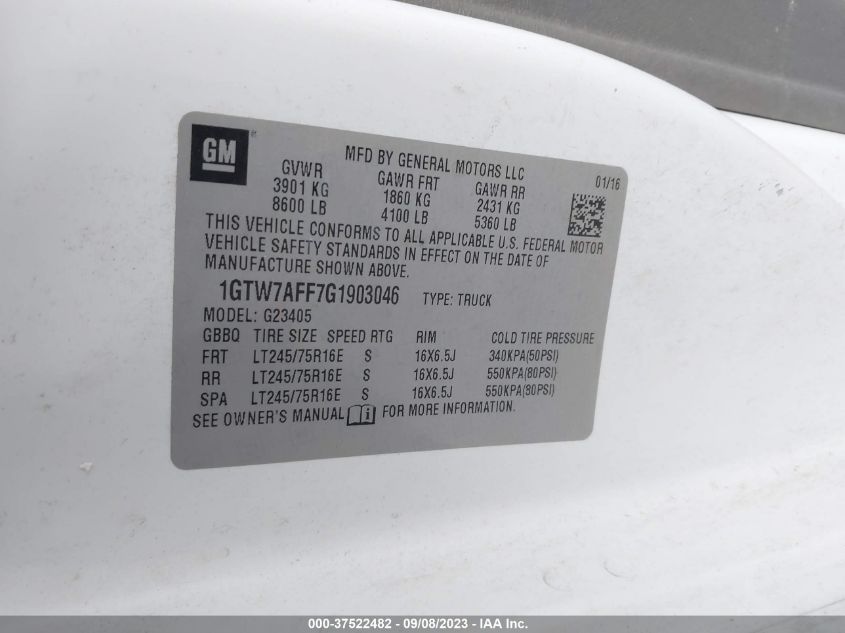 GM
MFD BY GENERAL MOTORS LLC 01/16
GVWR GAWR FRT GAWR RR
3901 KG 1860 KG 2431 KG
8600 LB 4100 LB 5360 LB
THIS VEHICLE CONFORMS TO ALL APPLICABLE U.S. FEDERAL MOTOR
VEHICLE SAFETY STANDARDS IN EFFECT ON THE DATE OF
MANUFACTURE SHOWN ABOVE.
1GTW7AFF7G1903046 TYPE: TRUCK
MODEL: G23405
GBBQ TIRE SIZE SPEED RTG RIM COLD TIRE PRESSURE
FRT LT245/75R16E S 16X6.5J 340KPA(50PSI)
RR LT245/75R16E S 16X6.5J 550KPA(80PSI)
SPA LT245/75R16E S 16X6.5J 550KPA(80PSI)
SEE OWNER'S MANUAL i FOR MORE INFORMATION.
000-37522482 - 09/08/2023 - IAAI.com